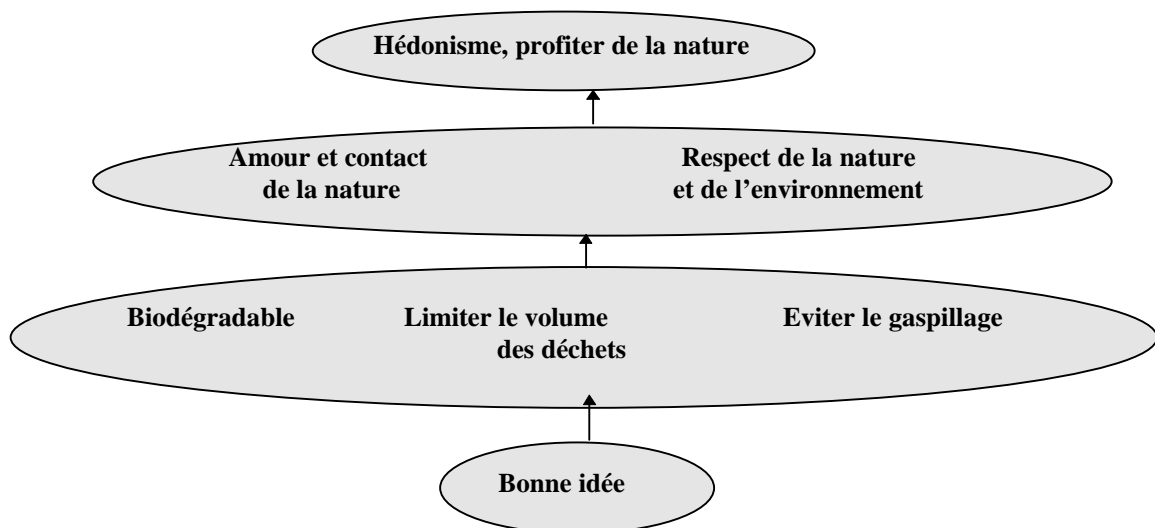 Hédonisme, profiter de la nature
Amour et contact
de la nature
Respect de la nature
et de l’environnement
Biodégradable
Limiter le volume
des déchets
Eviter le gaspillage
Bonne idée